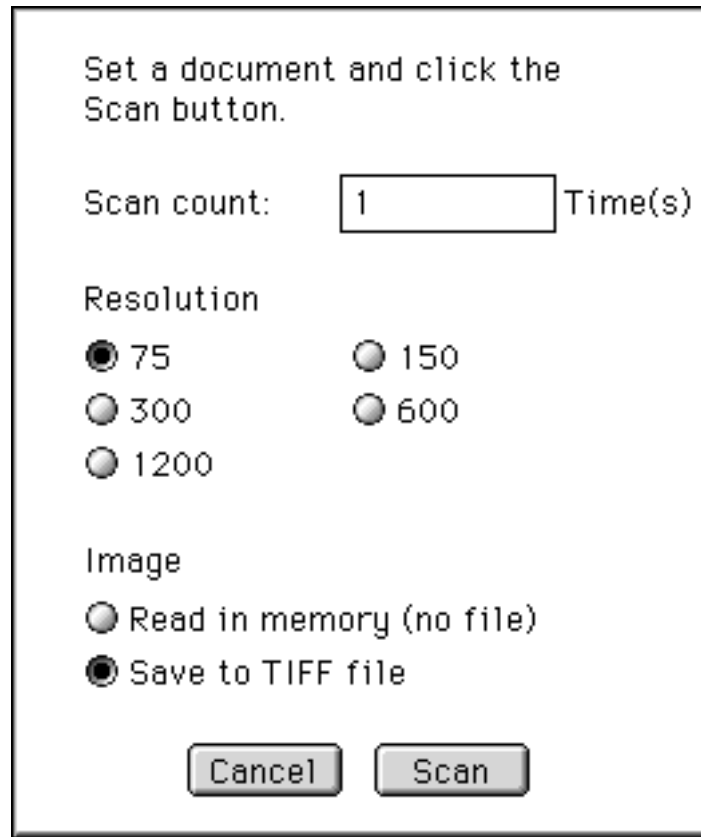 Set a document and click the
Scan button.
Scan count: 1 Time(s)
Resolution
75 150
300 600
1200
Image
Read in memory (no file)
Save to TIFF file
Cancel Scan